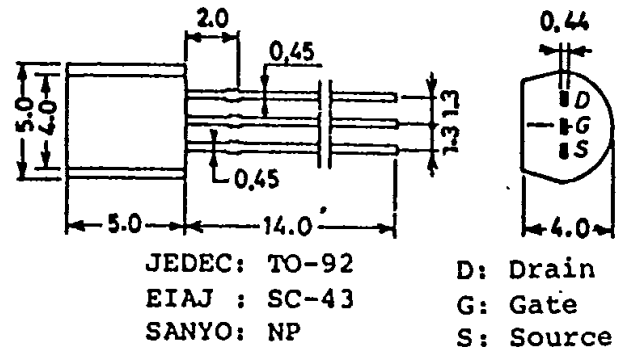 2.0
0.44
0,45
5.0
4.0
1.3
1.3
D
G
S
0.45
5.0
14.0
4.0
JEDEC: TO-92
EIAJ : SC-43
SANYO: NP
D: Drain
G: Gate
S: Source